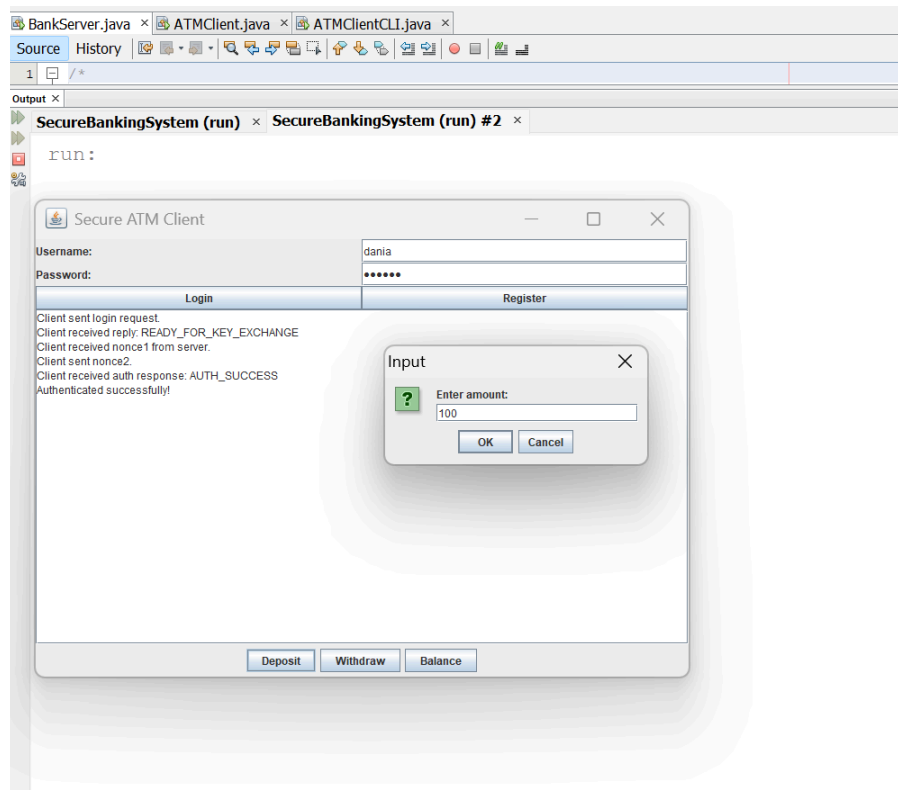 BankServer.java × ATMClient.java × ATMClientCLI.java ×
Source History
1 /*
Output ×
SecureBankingSystem (run) × SecureBankingSystem (run) #2 ×
run:
Secure ATM Client
Username: dania
Password: ••••••
Login Register
Client sent login request.
Client received reply: READY_FOR_KEY_EXCHANGE
Client received nonce1 from server.
Client sent nonce2.
Client received auth response: AUTH_SUCCESS
Authenticated successfully!
Input
Enter amount:
100
OK Cancel
Deposit Withdraw Balance